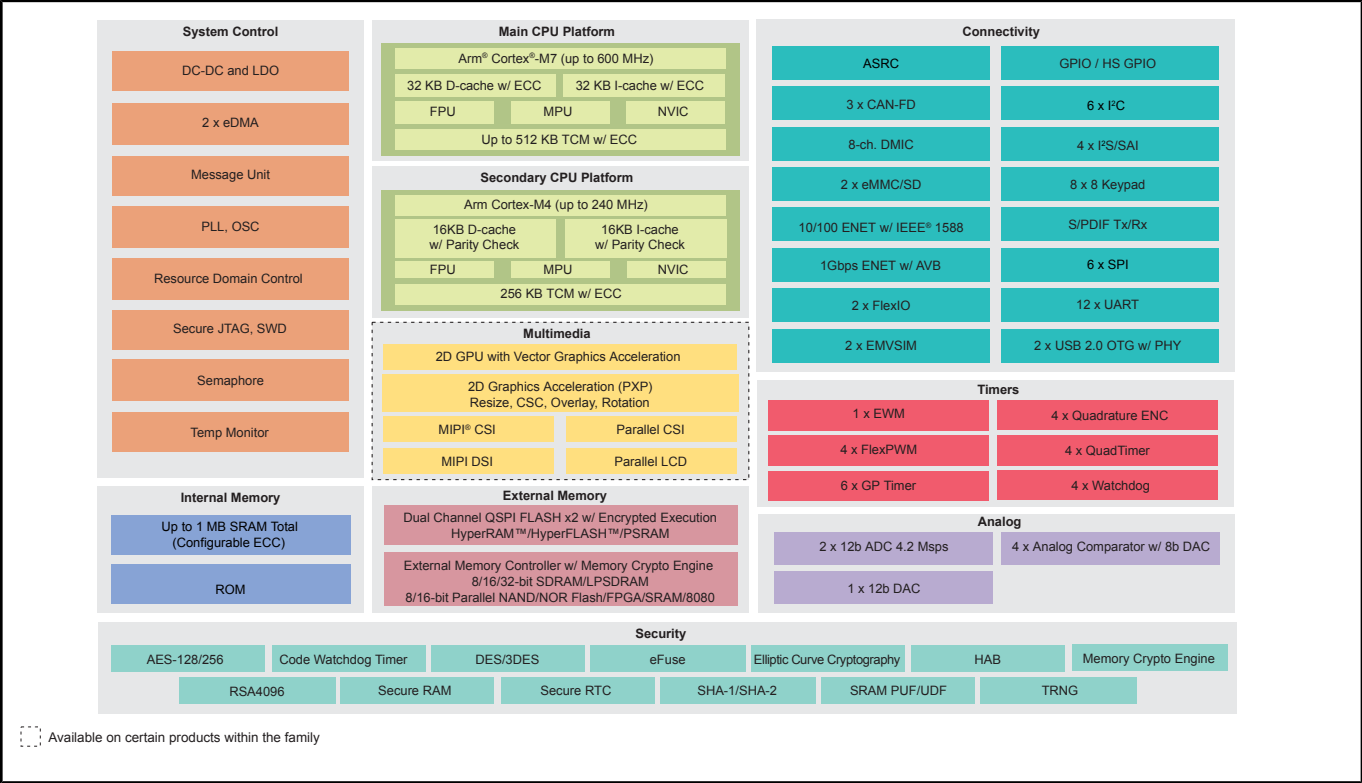 System Control
DC-DC and LDO
2 x eDMA
Message Unit
PLL, OSC
Resource Domain Control
Secure JTAG, SWD
Semaphore
Temp Monitor
Internal Memory
Up to 1 MB SRAM Total
(Configurable ECC)
ROM
Main CPU Platform
Arm® Cortex®-M7 (up to 600 MHz)
32 KB D-cache w/ ECC
32 KB I-cache w/ ECC
FPU
MPU
NVIC
Up to 512 KB TCM w/ ECC
Secondary CPU Platform
Arm Cortex-M4 (up to 240 MHz)
16KB D-cache
w/ Parity Check
16KB I-cache
w/ Parity Check
FPU
MPU
NVIC
256 KB TCM w/ ECC
Multimedia
2D GPU with Vector Graphics Acceleration
2D Graphics Acceleration (PXP)
Resize, CSC, Overlay, Rotation
MIPI® CSI
Parallel CSI
MIPI DSI
Parallel LCD
External Memory
Dual Channel QSPI FLASH x2 w/ Encrypted Execution
HyperRAM™/HyperFLASH™/PSRAM
External Memory Controller w/ Memory Crypto Engine
8/16/32-bit SDRAM/LPSDRAM
8/16-bit Parallel NAND/NOR Flash/FPGA/SRAM/8080
Connectivity
ASRC
GPIO / HS GPIO
3 x CAN-FD
6 x I²C
8-ch. DMIC
4 x I²S/SAI
2 x eMMC/SD
8 x 8 Keypad
10/100 ENET w/ IEEE® 1588
S/PDIF Tx/Rx
1Gbps ENET w/ AVB
6 x SPI
2 x FlexIO
12 x UART
2 x EMVSIM
2 x USB 2.0 OTG w/ PHY
Timers
1 x EWM
4 x Quadrature ENC
4 x FlexPWM
4 x QuadTimer
6 x GP Timer
4 x Watchdog
Analog
2 x 12b ADC 4.2 Msps
4 x Analog Comparator w/ 8b DAC
1 x 12b DAC
Security
AES-128/256
Code Watchdog Timer
DES/3DES
eFuse
Elliptic Curve Cryptography
HAB
Memory Crypto Engine
RSA4096
Secure RAM
Secure RTC
SHA-1/SHA-2
SRAM PUF/UDF
TRNG
Available on certain products within the family